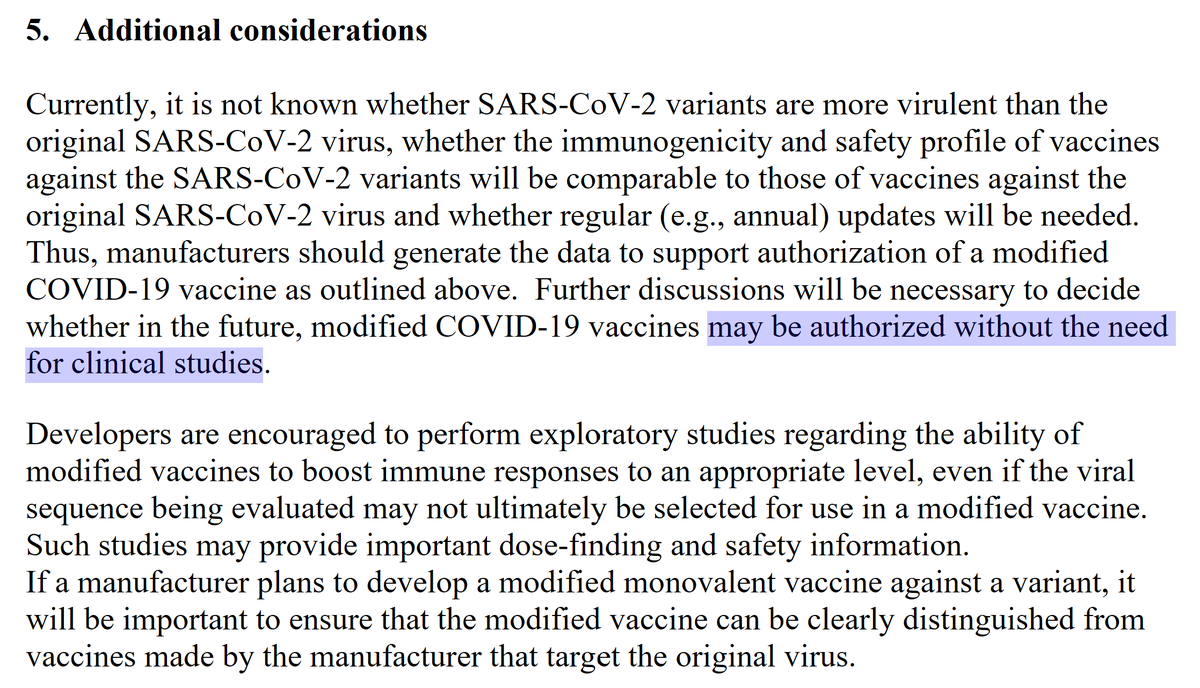 5. Additional considerations
Currently, it is not known whether SARS-CoV-2 variants are more virulent than the
original SARS-CoV-2 virus, whether the immunogenicity and safety profile of vaccines
against the SARS-CoV-2 variants will be comparable to those of vaccines against the
original SARS-CoV-2 virus and whether regular (e.g., annual) updates will be needed.
Thus, manufacturers should generate the data to support authorization of a modified
COVID-19 vaccine as outlined above.  Further discussions will be necessary to decide
whether in the future, modified COVID-19 vaccines may be authorized without the need
for clinical studies.
Developers are encouraged to perform exploratory studies regarding the ability of
modified vaccines to boost immune responses to an appropriate level, even if the viral
sequence being evaluated may not ultimately be selected for use in a modified vaccine.
Such studies may provide important dose-finding and safety information.
If a manufacturer plans to develop a modified monovalent vaccine against a variant, it
will be important to ensure that the modified vaccine can be clearly distinguished from
vaccines made by the manufacturer that target the original virus.